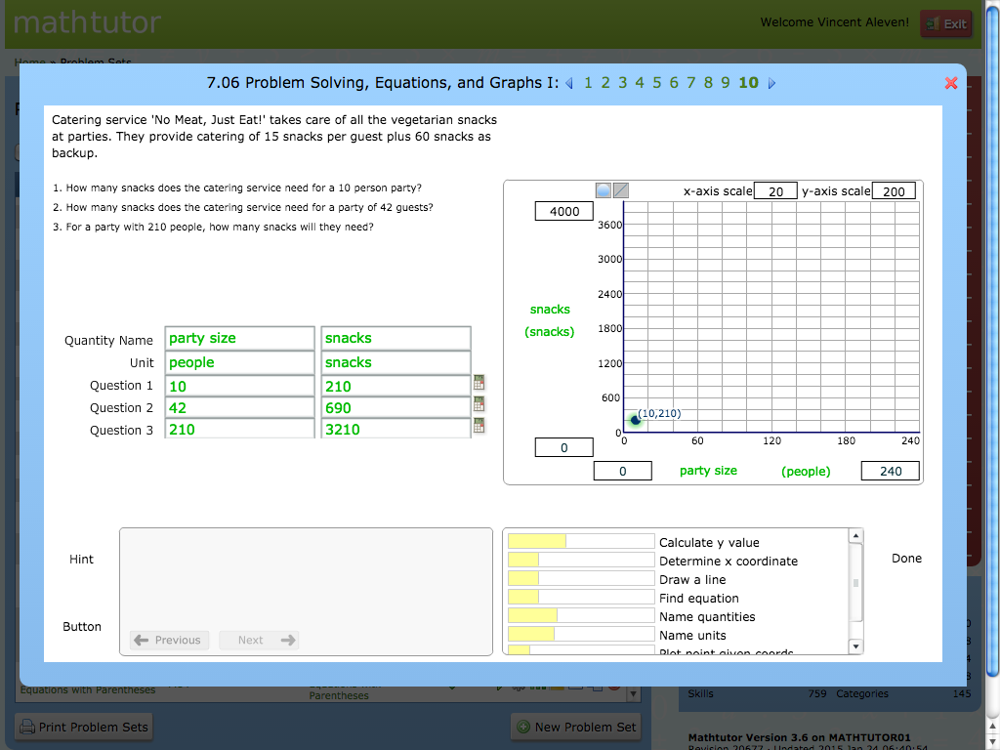 mathtutor
Welcome Vincent Aleven!
Exit
Home » Problem Sets
7.06 Problem Solving, Equations, and Graphs I: 1 2 3 4 5 6 7 8 9 10
Catering service 'No Meat, Just Eat!' takes care of all the vegetarian snacks
at parties. They provide catering of 15 snacks per guest plus 60 snacks as
backup.
1. How many snacks does the catering service need for a 10 person party?
2. How many snacks does the catering service need for a party of 42 guests?
3. For a party with 210 people, how many snacks will they need?
x-axis scale 20 y-axis scale 200
4000
3600
3000
2400
1800
1200
600
0
snacks
(snacks)
(10,210)
0
0 60 120 180 240
0 party size (people) 240
Quantity Name party size snacks
Unit people snacks
Question 1 10 210
Question 2 42 690
Question 3 210 3210
Hint
Button
Previous Next
Calculate y value
Determine x coordinate
Draw a line
Find equation
Name quantities
Name units
Plot point given coords
Done
Equations with Parentheses
Parentheses
Skills 759 Categories 145
Print Problem Sets
New Problem Set
Mathtutor Version 3.6 on MATHTUTOR01
Revision 20677 - Updated 2015 Jan 24 06:40:54